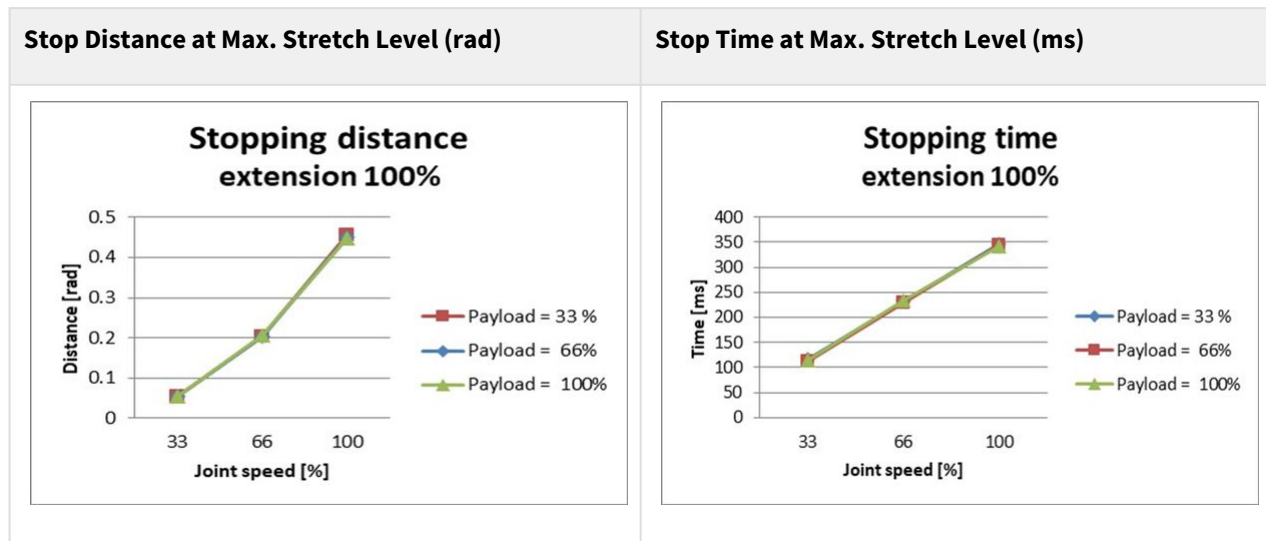 Stop Distance at Max. Stretch Level (rad)
Stop Time at Max. Stretch Level (ms)
Stopping distance
extension 100%
0.5
0.4
0.3
0.2
0.1
0
Distance [rad]
33 66 100
Joint speed [%]
Payload = 33 %
Payload = 66%
Payload = 100%
Stopping time
extension 100%
400
350
300
250
200
150
100
50
0
Time [ms]
33 66 100
Joint speed [%]
Payload = 33 %
Payload = 66%
Payload = 100%